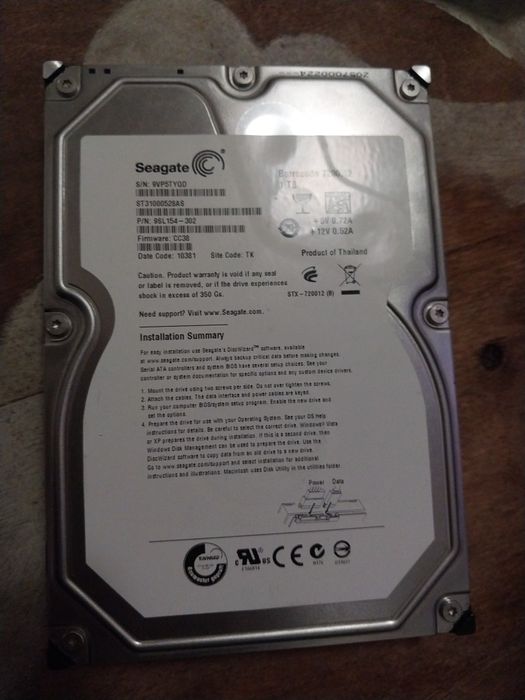 Seagate
S/N: 9VP5TYQD
ST31000528AS
P/N: 9SL154-302
Firmware: CC38
Date Code: 10381 Site Code: TK
Barracuda 7200.12
1 TB
+5V 0.72A
+12V 0.52A
Product of Thailand
Caution. Product warranty is void if any seal
or label is removed, or if the drive experiences
shock in excess of 350 Gs.
STX-720012 (B)
Need support? Visit www.Seagate.com.
Installation Summary
For easy installation use Seagate's DiscWizard™ software, available
at www.seagate.com/support. Always backup critical data before making changes.
Serial ATA controllers and system BIOS have several setup choices. See your
controller or system documentation for specific options and any custom device drivers.
1. Mount the drive using two screws per side. Do not over tighten the screws.
2. Attach the cables. The data interface and power cables are keyed.
3. Run your computer BIOS/system setup program. Enable the new drive and
set the options.
4. Prepare the drive for use with your Operating System. See your OS Help
instructions for details. Be careful to select the correct drive. Windows® Vista
or XP prepares the drive during installation. If this is a second drive, then
Windows Disk Management can be used to prepare the drive. Use the
DiscWizard software to copy data from an old drive to a new drive.
Go to www.seagate.com/support and select Installation for additional
instructions and illustrations. Macintosh uses Disk Utility in the utilities folder
Power Data
c RU us
CE
N176